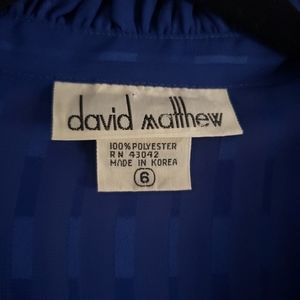 david matthew
100% POLYESTER
RN 43042
MADE IN KOREA
6